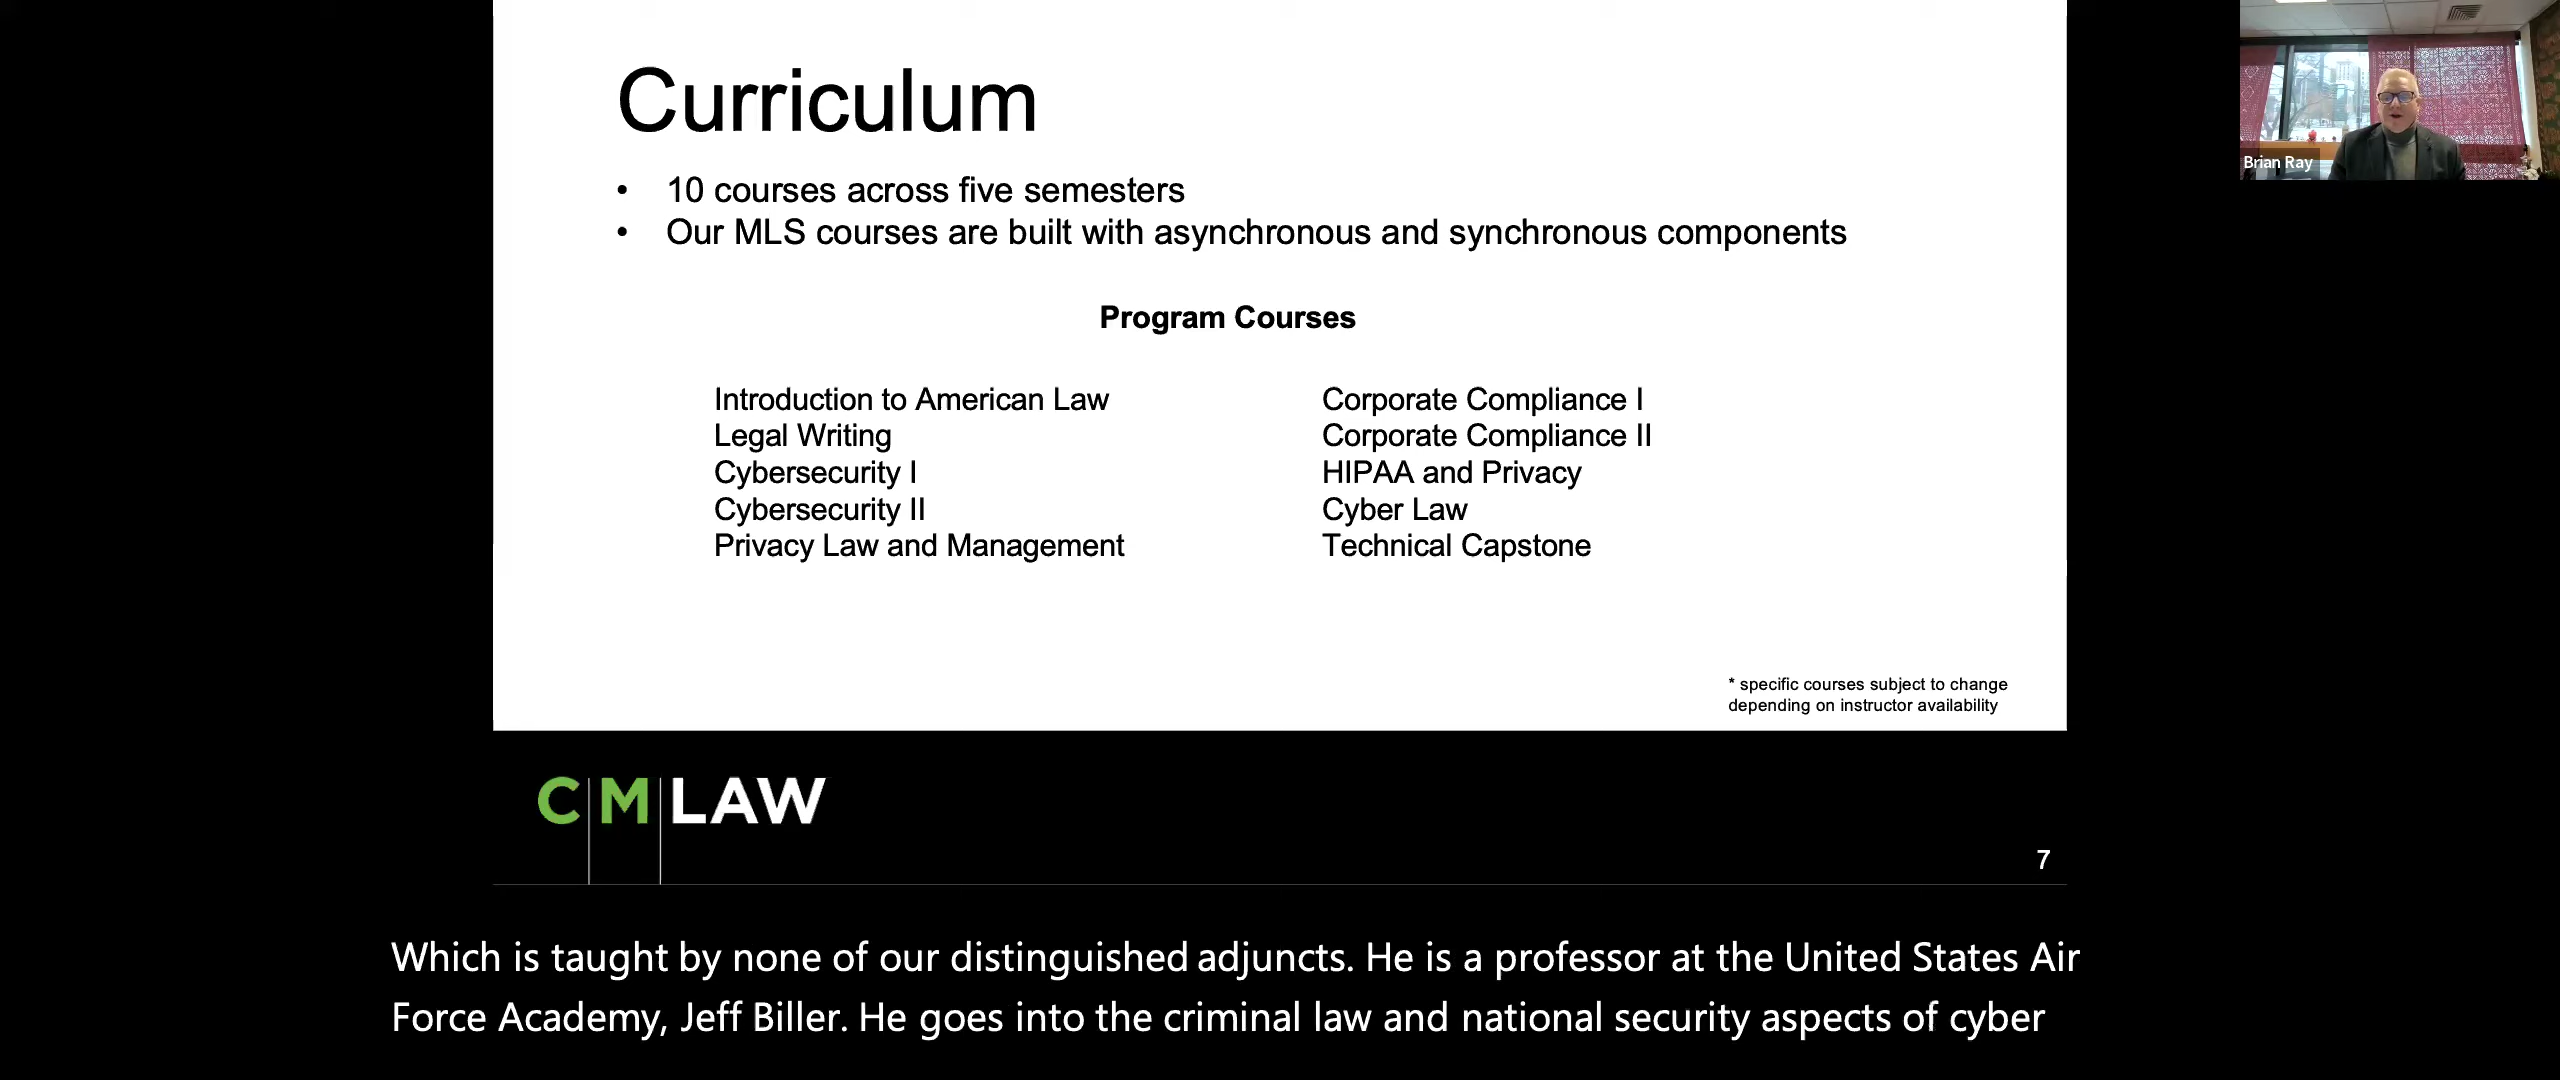 Curriculum
• 10 courses across five semesters
• Our MLS courses are built with asynchronous and synchronous components
Program Courses
Introduction to American Law
Legal Writing
Cybersecurity I
Cybersecurity II
Privacy Law and Management
Corporate Compliance I
Corporate Compliance II
HIPAA and Privacy
Cyber Law
Technical Capstone
* specific courses subject to change
depending on instructor availability
Brian Ray
C|M|LAW
7
Which is taught by none of our distinguished adjuncts. He is a professor at the United States Air
Force Academy, Jeff Biller. He goes into the criminal law and national security aspects of cyber